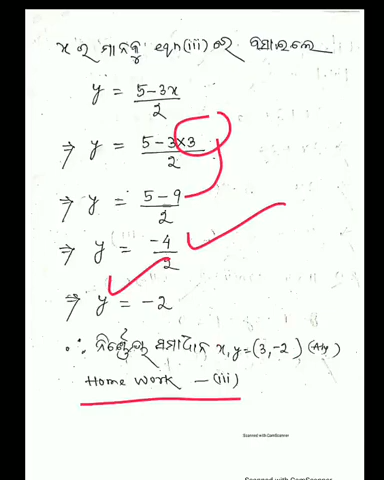 x ର ମାନକୁ eqn(iii)ରେ ବସାଇଲେ
y = 5-3x/2
⇒ y = 5-3×3/2
⇒ y = 5-9/2
⇒ y = -4/2
⇒ y = -2
∴ ନିର୍ଣ୍ଣେୟ ସମାଧାନ x, y = (3, -2) (Ans)
Home Work - (iii)
Scanned with CamScanner
Scanned with CamScanner